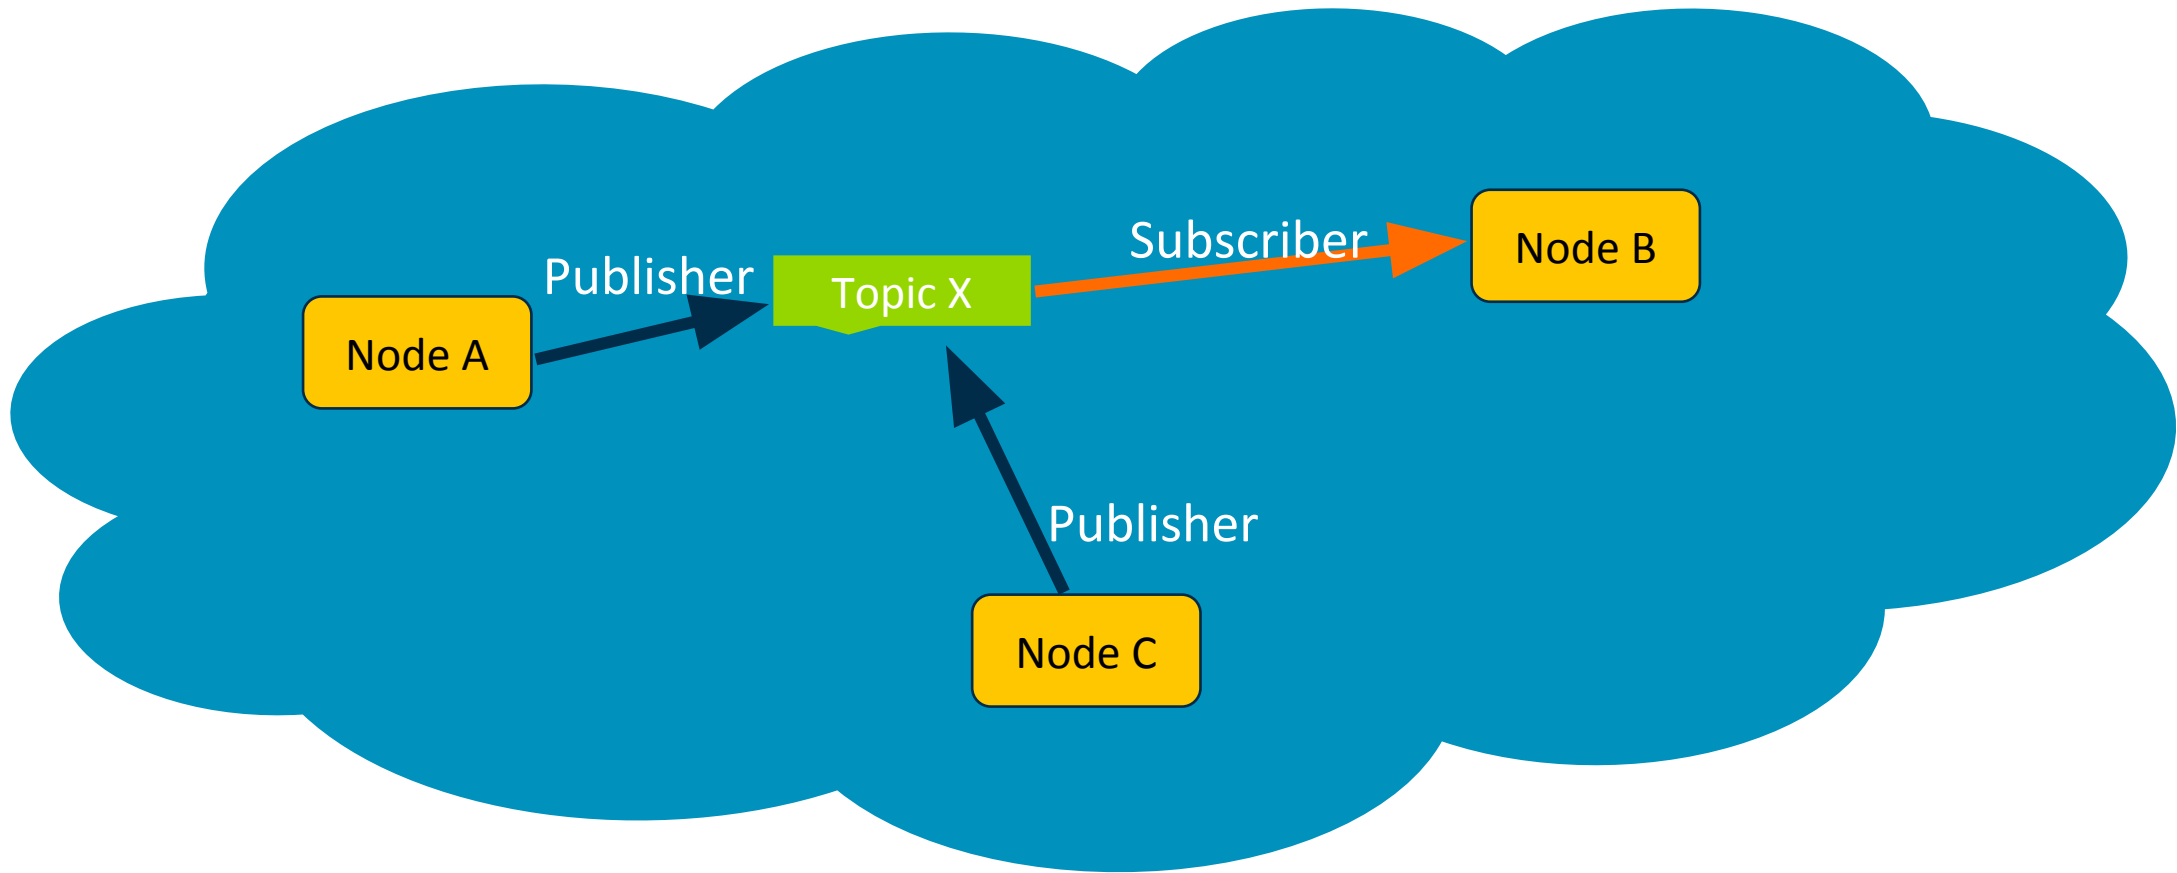 Subscriber
Node B
Publisher
Topic X
Node A
Publisher
Node C